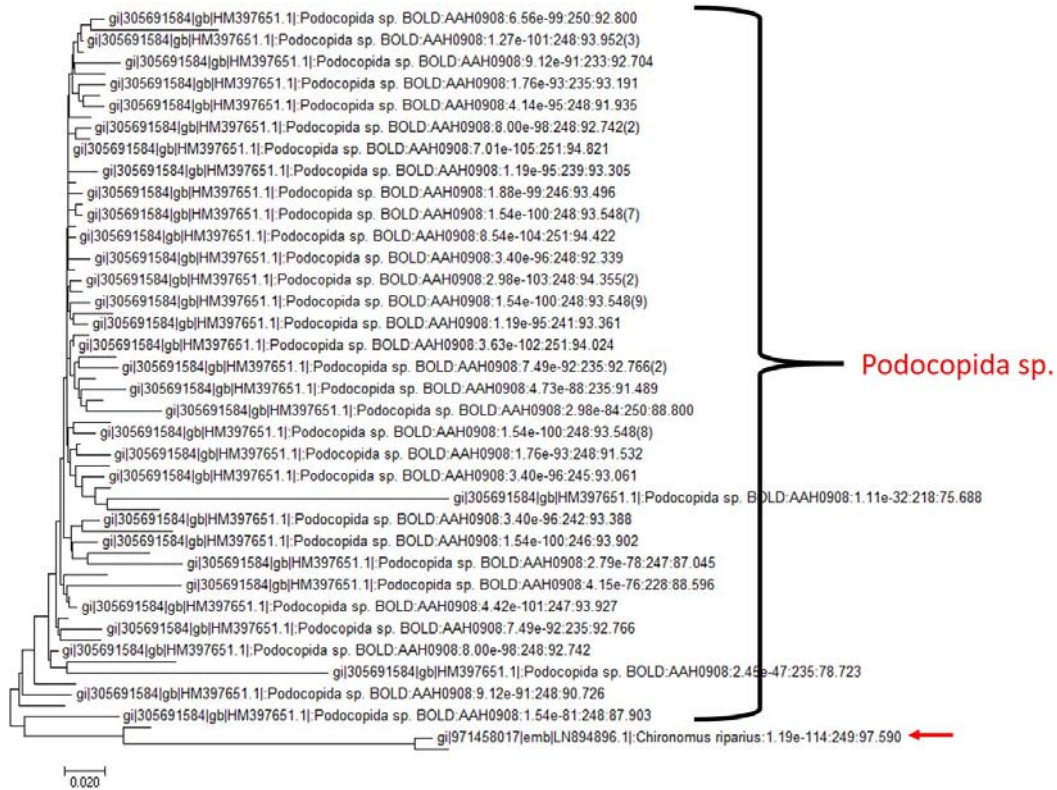 gi|305691584|gb|HM397651.1|:Podocopida sp. BOLD:AAH0908:6.56e-99:250:92.800
gi|305691584|gb|HM397651.1|:Podocopida sp. BOLD:AAH0908:1.27e-101:248:93.952(3)
gi|305691584|gb|HM397651.1|:Podocopida sp. BOLD:AAH0908:9.12e-91:233:92.704
gi|305691584|gb|HM397651.1|:Podocopida sp. BOLD:AAH0908:1.76e-93:235:93.191
gi|305691584|gb|HM397651.1|:Podocopida sp. BOLD:AAH0908:4.14e-95:248:91.935
gi|305691584|gb|HM397651.1|:Podocopida sp. BOLD:AAH0908:8.00e-98:248:92.742(2)
gi|305691584|gb|HM397651.1|:Podocopida sp. BOLD:AAH0908:7.01e-105:251:94.821
gi|305691584|gb|HM397651.1|:Podocopida sp. BOLD:AAH0908:1.19e-95:239:93.305
gi|305691584|gb|HM397651.1|:Podocopida sp. BOLD:AAH0908:1.88e-99:246:93.496
gi|305691584|gb|HM397651.1|:Podocopida sp. BOLD:AAH0908:1.54e-100:248:93.548(7)
gi|305691584|gb|HM397651.1|:Podocopida sp. BOLD:AAH0908:8.54e-104:251:94.422
gi|305691584|gb|HM397651.1|:Podocopida sp. BOLD:AAH0908:3.40e-96:248:92.339
gi|305691584|gb|HM397651.1|:Podocopida sp. BOLD:AAH0908:2.98e-103:248:94.355(2)
gi|305691584|gb|HM397651.1|:Podocopida sp. BOLD:AAH0908:1.54e-100:248:93.548(9)
gi|305691584|gb|HM397651.1|:Podocopida sp. BOLD:AAH0908:1.19e-95:241:93.361
gi|305691584|gb|HM397651.1|:Podocopida sp. BOLD:AAH0908:3.63e-102:251:94.024
gi|305691584|gb|HM397651.1|:Podocopida sp. BOLD:AAH0908:7.49e-92:235:92.766(2)
Podocopida sp.
gi|305691584|gb|HM397651.1|:Podocopida sp. BOLD:AAH0908:4.73e-88:235:91.489
gi|305691584|gb|HM397651.1|:Podocopida sp. BOLD:AAH0908:2.98e-84:250:88.800
gi|305691584|gb|HM397651.1|:Podocopida sp. BOLD:AAH0908:1.54e-100:248:93.548(8)
gi|305691584|gb|HM397651.1|:Podocopida sp. BOLD:AAH0908:1.76e-93:248:91.532
gi|305691584|gb|HM397651.1|:Podocopida sp. BOLD:AAH0908:3.40e-96:245:93.061
gi|305691584|gb|HM397651.1|:Podocopida sp. BOLD:AAH0908:1.11e-32:218:75.688
gi|305691584|gb|HM397651.1|:Podocopida sp. BOLD:AAH0908:3.40e-96:242:93.388
gi|305691584|gb|HM397651.1|:Podocopida sp. BOLD:AAH0908:1.54e-100:246:93.902
gi|305691584|gb|HM397651.1|:Podocopida sp. BOLD:AAH0908:2.79e-78:247:87.045
gi|305691584|gb|HM397651.1|:Podocopida sp. BOLD:AAH0908:4.15e-76:228:88.596
gi|305691584|gb|HM397651.1|:Podocopida sp. BOLD:AAH0908:4.42e-101:247:93.927
gi|305691584|gb|HM397651.1|:Podocopida sp. BOLD:AAH0908:7.49e-92:235:92.766
gi|305691584|gb|HM397651.1|:Podocopida sp. BOLD:AAH0908:8.00e-98:248:92.742
gi|305691584|gb|HM397651.1|:Podocopida sp. BOLD:AAH0908:2.45e-47:235:78.723
gi|305691584|gb|HM397651.1|:Podocopida sp. BOLD:AAH0908:9.12e-91:248:90.726
gi|305691584|gb|HM397651.1|:Podocopida sp. BOLD:AAH0908:1.54e-81:248:87.903
gi|971458017|emb|LN894896.1|:Chironomus riparius:1.19e-114:249:97.590
0.020